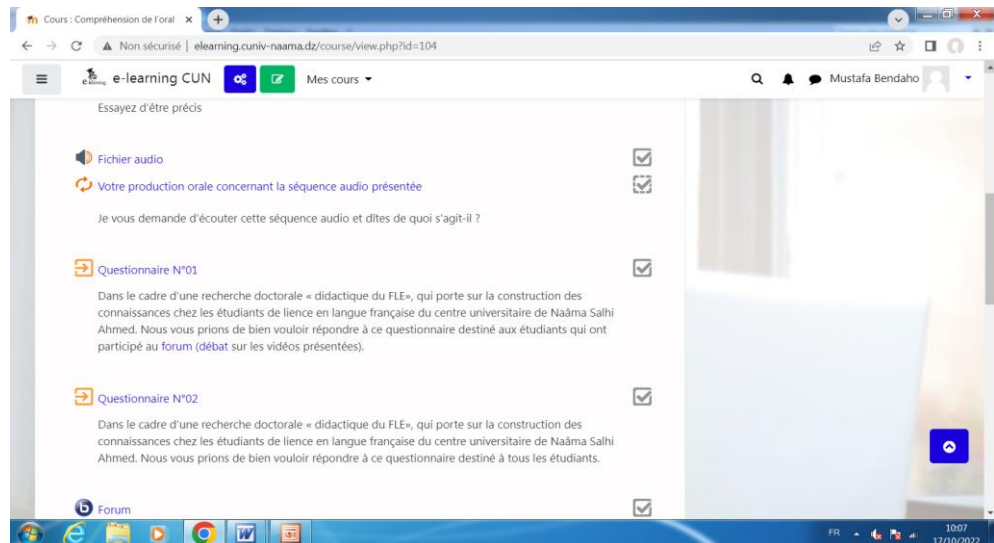 Cours : Compréhension de l'oral
Non sécurisé | elearning.cuniv-naama.dz/course/view.php?id=104
e-learning CUN
Mes cours
Mustafa Bendaho
Essayez d'être précis
Fichier audio
Votre production orale concernant la séquence audio présentée
Je vous demande d'écouter cette séquence audio et dîtes de quoi s'agit-il ?
Questionnaire N°01
Dans le cadre d'une recherche doctorale « didactique du FLE», qui porte sur la construction des
connaissances chez les étudiants de lience en langue française du centre universitaire de Naâma Salhi
Ahmed. Nous vous prions de bien vouloir répondre à ce questionnaire destiné aux étudiants qui ont
participé au forum (débat sur les vidéos présentées).
Questionnaire N°02
Dans le cadre d'une recherche doctorale « didactique du FLE», qui porte sur la construction des
connaissances chez les étudiants de lience en langue française du centre universitaire de Naâma Salhi
Ahmed. Nous vous prions de bien vouloir répondre à ce questionnaire destiné à tous les étudiants.
Forum
FR
10:07
17/10/2022